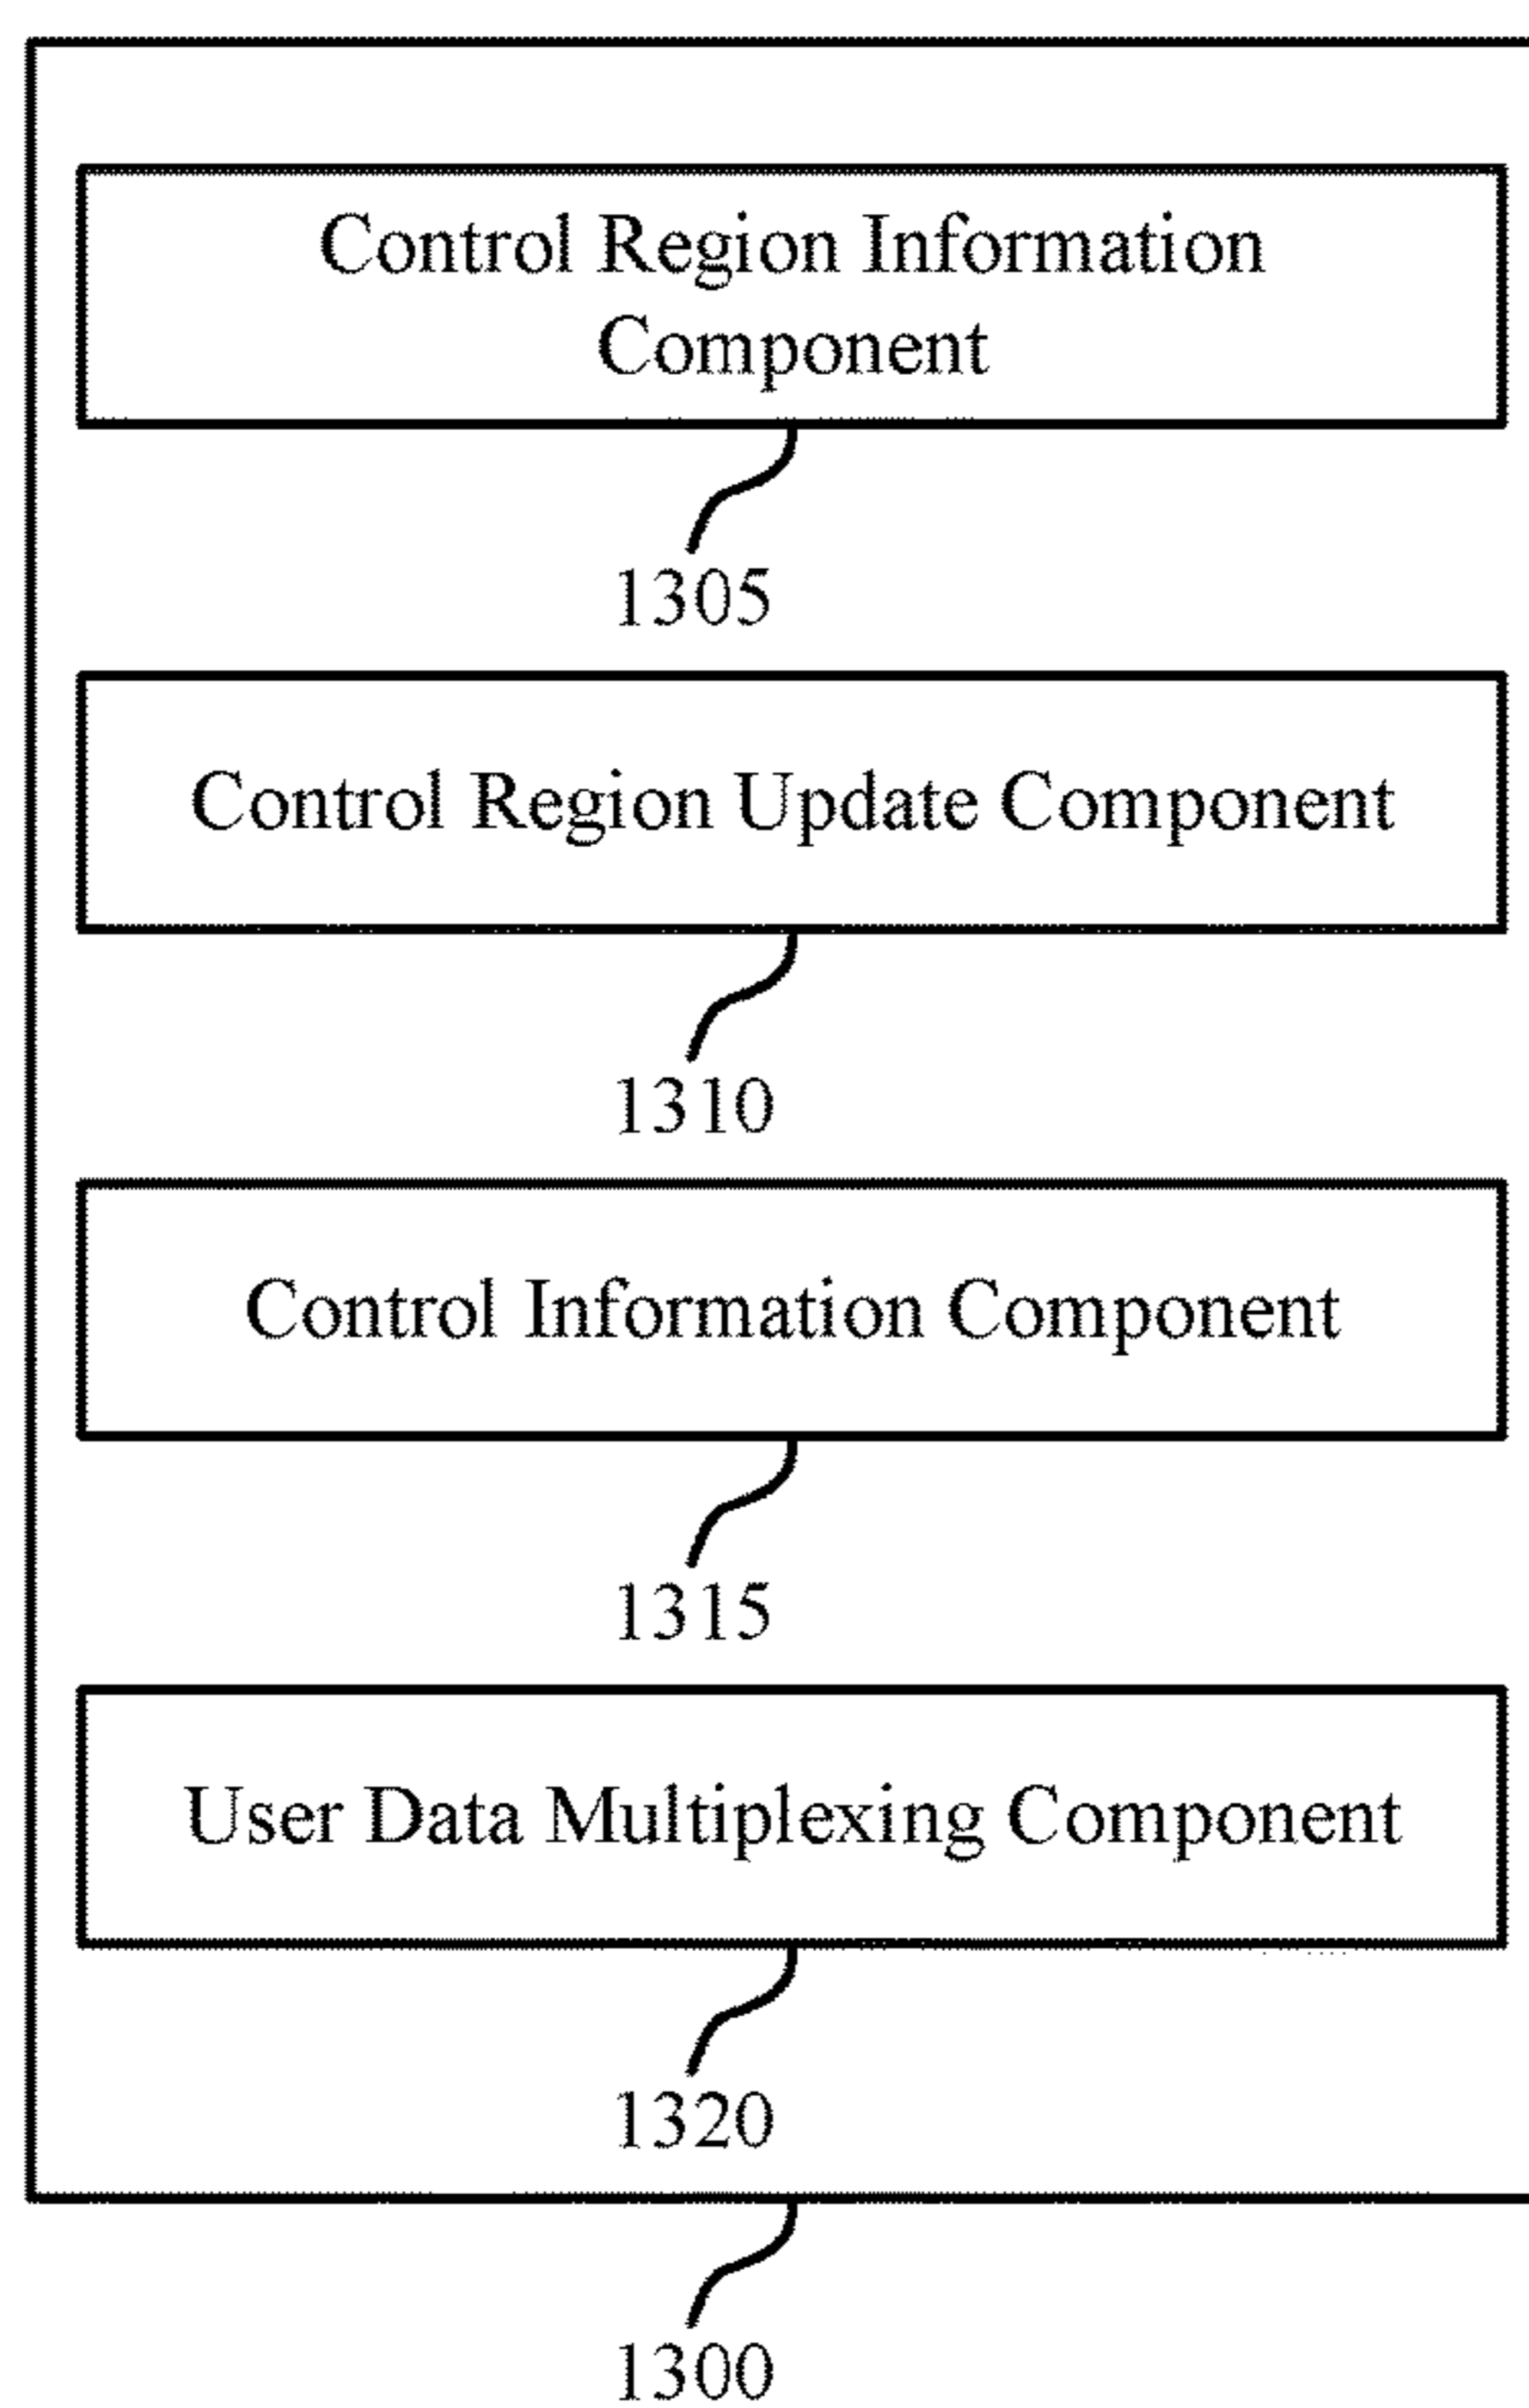 Control Region Information
Component
1305
Control Region Update Component
1310
Control Information Component
1315
User Data Multiplexing Component
1320
1300